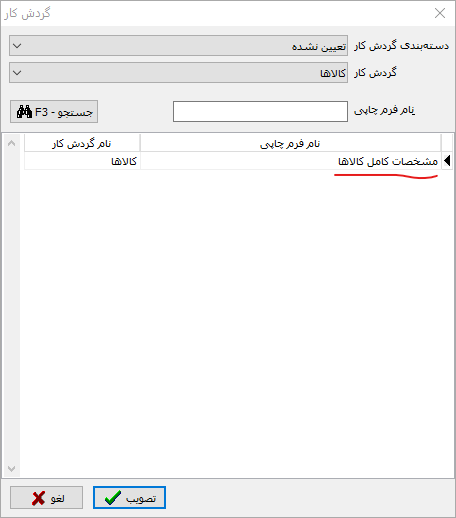 گردش کار
دسته‌بندی گردش کار
تعیین نشده
گردش کار
کالاها
نام فرم چاپی
جستجو - F3
نام فرم چاپی
نام گردش کار
مشخصات کامل کالاها
کالاها
تصویب
لغو